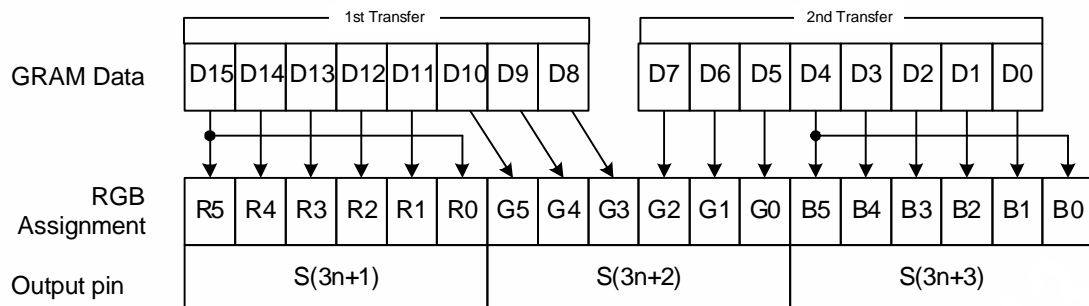 1st Transfer 2nd Transfer
GRAM Data D15 D14 D13 D12 D11 D10 D9 D8 D7 D6 D5 D4 D3 D2 D1 D0
RGB
Assignment R5 R4 R3 R2 R1 R0 G5 G4 G3 G2 G1 G0 B5 B4 B3 B2 B1 B0
Output pin S(3n+1) S(3n+2) S(3n+3)